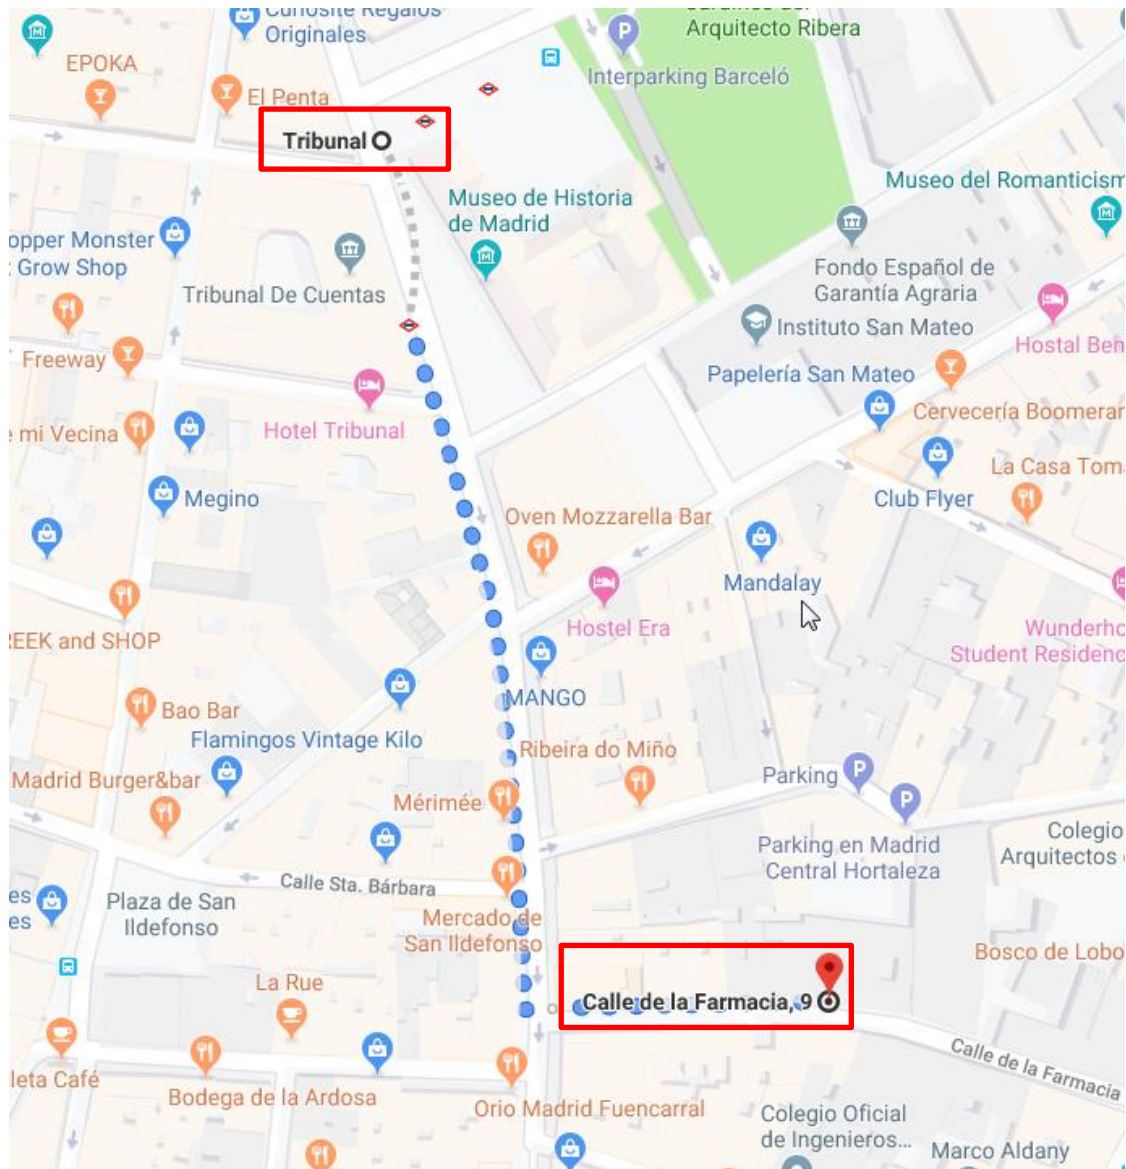 Curiosite Regalos
Originales
Arquitecto Ribera
EPOKA
Interparking Barceló
El Penta
Tribunal
Museo de Historia
de Madrid
Museo del Romanticism
opper Monster
Grow Shop
Tribunal De Cuentas
Fondo Español de
Garantía Agraria
Instituto San Mateo
Freeway
Hostal Ben
Papelería San Mateo
Cervecería Boomerar
e mi Vecina
Hotel Tribunal
La Casa Tom
Megino
Club Flyer
Oven Mozzarella Bar
Mandalay
Hostel Era
REEK and SHOP
Wunderho
Student Residenc
MANGO
Bao Bar
Flamingos Vintage Kilo
Ribeira do Miño
Madrid Burger&bar
Parking
Mérimée
Parking en Madrid
Central Hortaleza
Colegio
Arquitectos
Calle Sta. Bárbara
es
es
Plaza de San
Ildefonso
Mercado de
San Ildefonso
Bosco de Lobo
La Rue
Calle de la Farmacia, 9
Calle de la Farmacia
leta Café
Bodega de la Ardosa
Orio Madrid Fuencarral
Colegio Oficial
de Ingenieros...
Marco Aldany